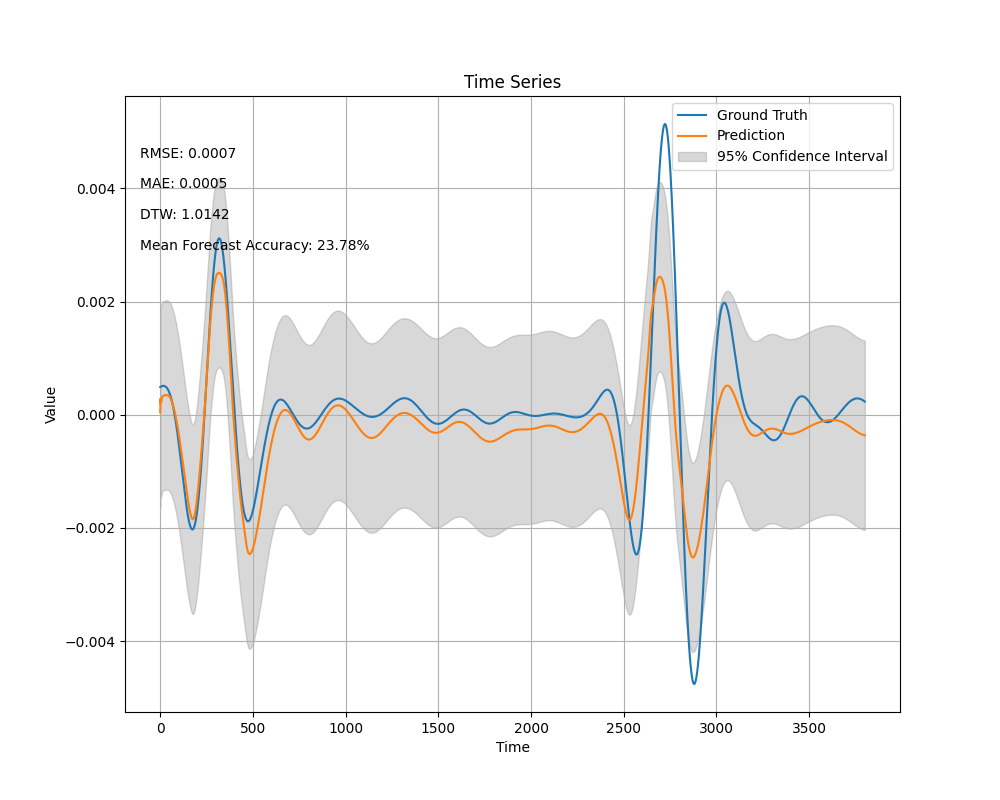 Time Series
Ground Truth
Prediction
95% Confidence Interval
RMSE: 0.0007
MAE: 0.0005
DTW: 1.0142
Mean Forecast Accuracy: 23.78%
Value
0.004
0.002
0.000
−0.002
−0.004
0 500 1000 1500 2000 2500 3000 3500
Time